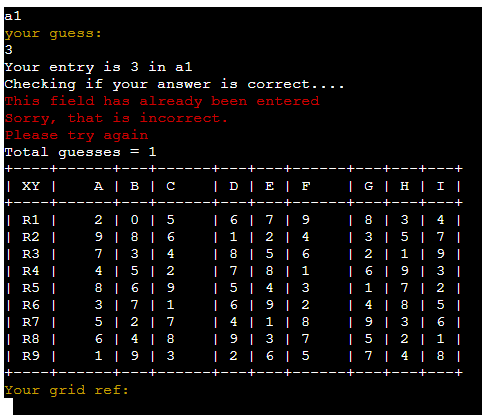 a1
your guess:
3
Your entry is 3 in a1
Checking if your answer is correct....
This field has already been entered
Sorry, that is incorrect.
Please try again
Total guesses = 1
+----+------+---+------+---+---+------+---+---+---+
| XY |    A | B | C    | D | E | F    | G | H | I |
+----+------+---+------+---+---+------+---+---+---+
| R1 |    2 | 0 | 5    | 6 | 7 | 9    | 8 | 3 | 4 |
| R2 |    9 | 8 | 6    | 1 | 2 | 4    | 3 | 5 | 7 |
| R3 |    7 | 3 | 4    | 8 | 5 | 6    | 2 | 1 | 9 |
| R4 |    4 | 5 | 2    | 7 | 8 | 1    | 6 | 9 | 3 |
| R5 |    8 | 6 | 9    | 5 | 4 | 3    | 1 | 7 | 2 |
| R6 |    3 | 7 | 1    | 6 | 9 | 2    | 4 | 8 | 5 |
| R7 |    5 | 2 | 7    | 4 | 1 | 8    | 9 | 3 | 6 |
| R8 |    6 | 4 | 8    | 9 | 3 | 7    | 5 | 2 | 1 |
| R9 |    1 | 9 | 3    | 2 | 6 | 5    | 7 | 4 | 8 |
+----+------+---+------+---+---+------+---+---+---+
Your grid ref: